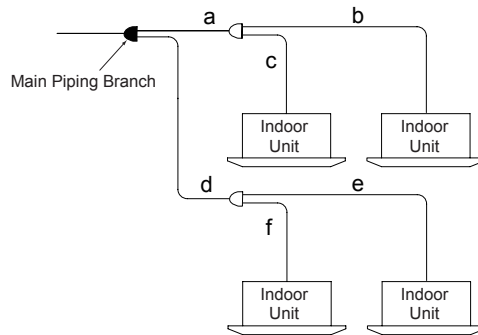 a
b
c
Main Piping Branch
Indoor
Unit
Indoor
Unit
d
e
f
Indoor
Unit
Indoor
Unit